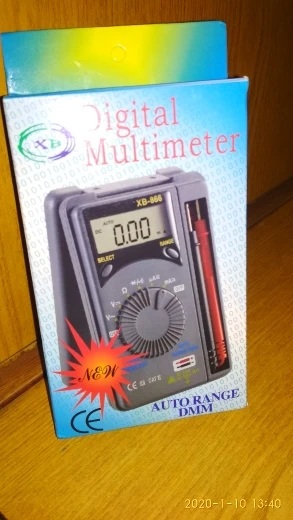 XB
Digital
Multimeter
XB-866
AUTO
DC
0.00
SELECT
RANGE
Ω
NEW
CE
CE
AUTO RANGE
DMM
2020-1-10 13:40